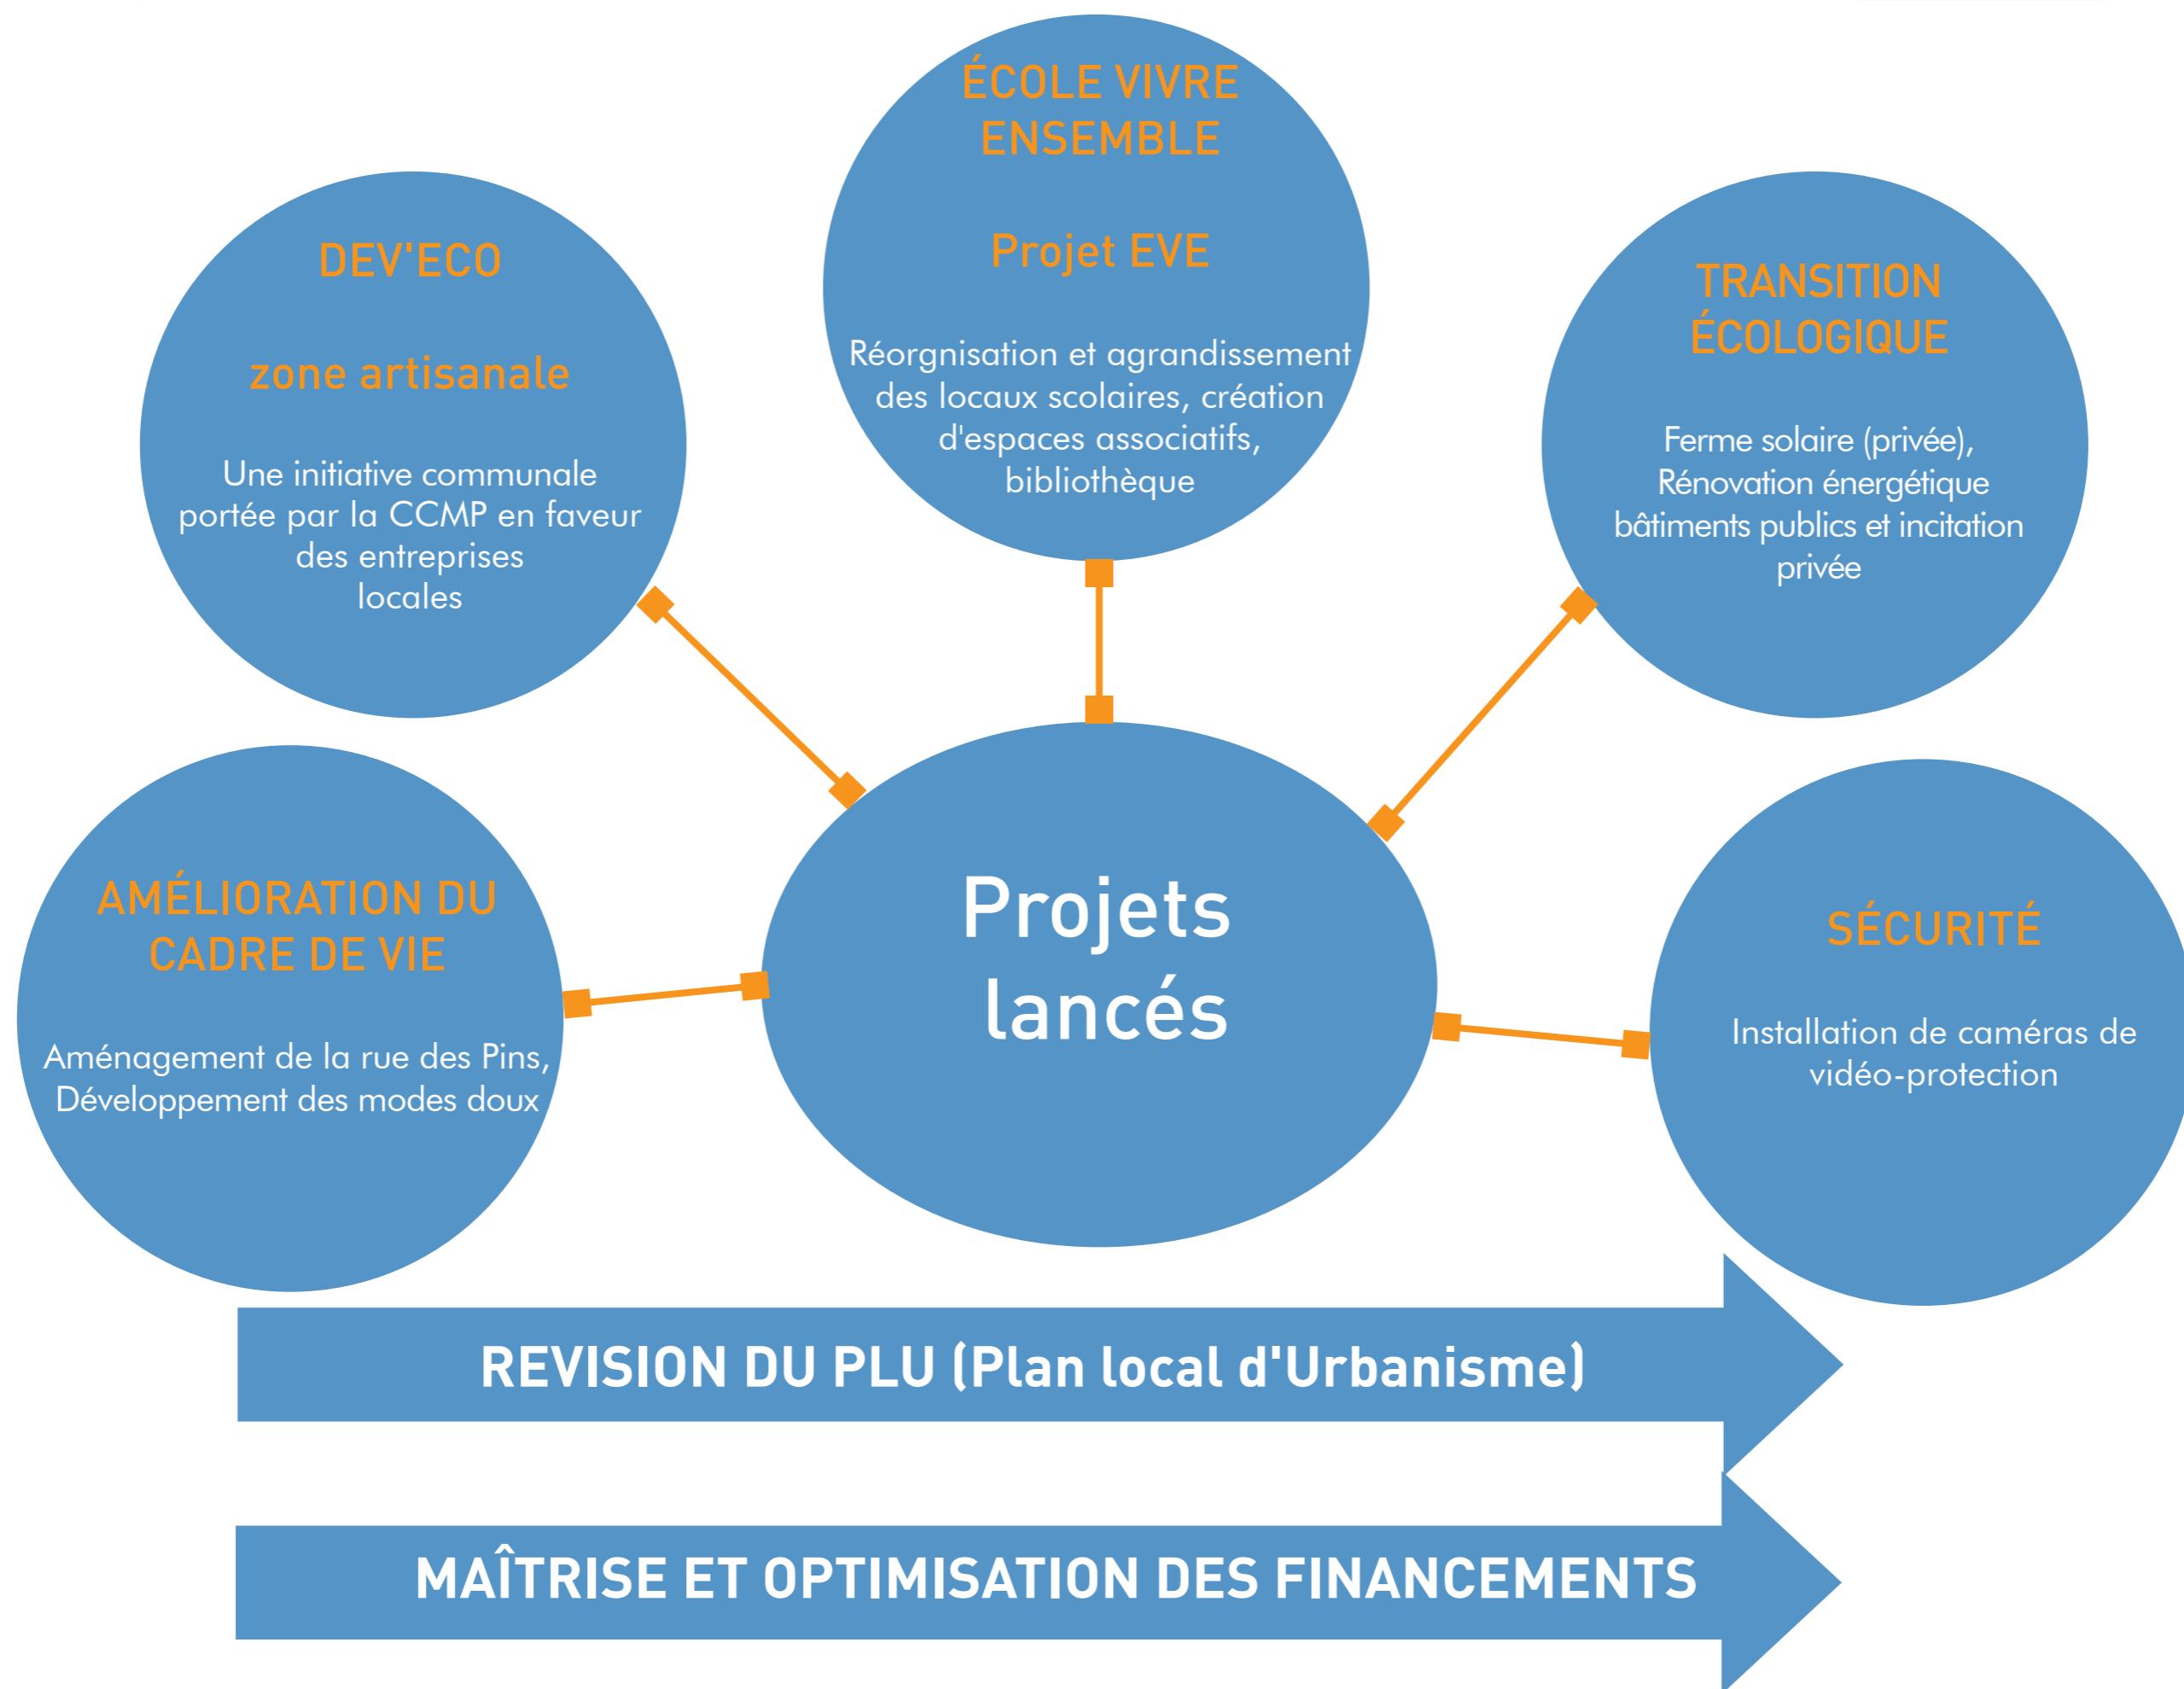 ÉCOLE VIVRE
ENSEMBLE
Projet EVE
Réorgnisation et agrandissement
des locaux scolaires, création
d'espaces associatifs,
bibliothèque
DEV'ECO
zone artisanale
Une initiative communale
portée par la CCMP en faveur
des entreprises
locales
TRANSITION
ÉCOLOGIQUE
Ferme solaire (privée),
Rénovation énergétique
bâtiments publics et incitation
privée
AMÉLIORATION DU
CADRE DE VIE
Aménagement de la rue des Pins,
Développement des modes doux
Projets
lancés
SÉCURITÉ
Installation de caméras de
vidéo-protection
REVISION DU PLU (Plan local d'Urbanisme)
MAÎTRISE ET OPTIMISATION DES FINANCEMENTS